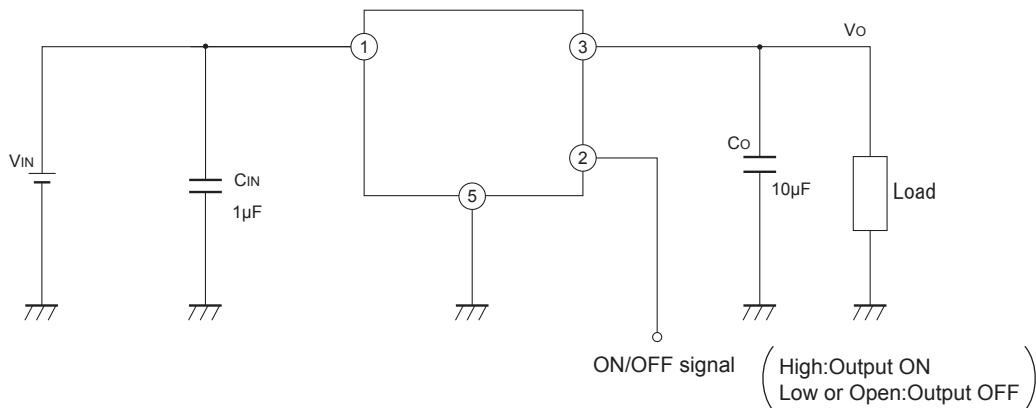 1
3
Vo
VIN
CIN
1μF
2
Co
10μF
5
Load
ON/OFF signal
High:Output ON
Low or Open:Output OFF